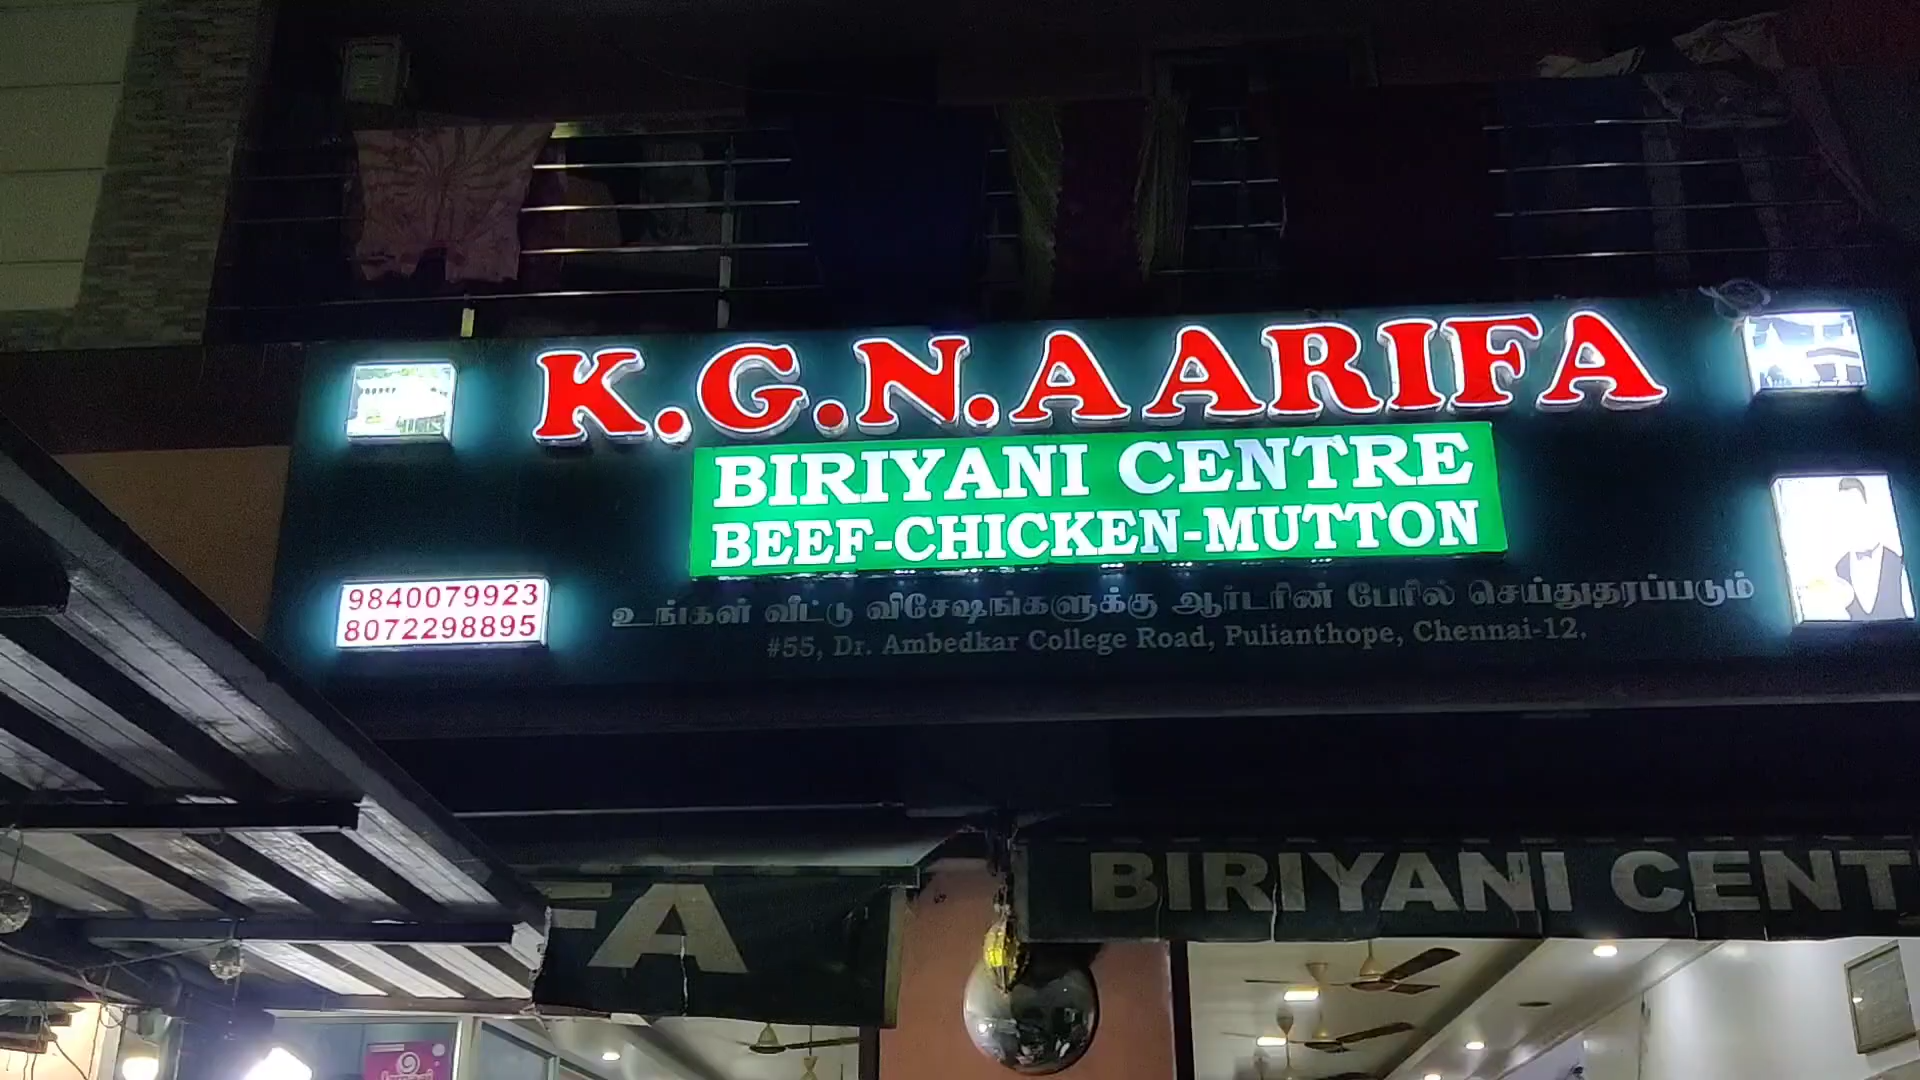 K.G.N.AARIFA
BIRIYANI CENTRE
BEEF-CHICKEN-MUTTON
9840079923
8072298895
உங்கள் வீட்டு விசேஷங்களுக்கு ஆர்டரின் பேரில் செய்துதரப்படும்
#55, Dr. Ambedkar College Road, Pulianthope, Chennai-12.
FA
BIRIYANI CENT